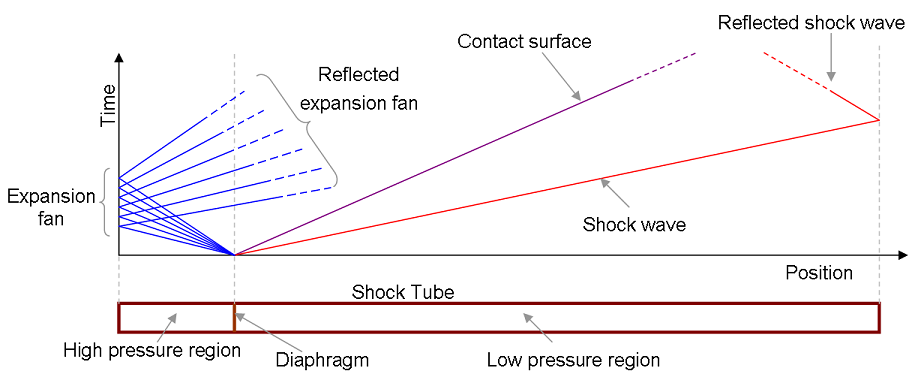 Reflected shock wave
Contact surface
Reflected
expansion fan
Time
Expansion
fan
Shock wave
Position
Shock Tube
High pressure region
Diaphragm
Low pressure region